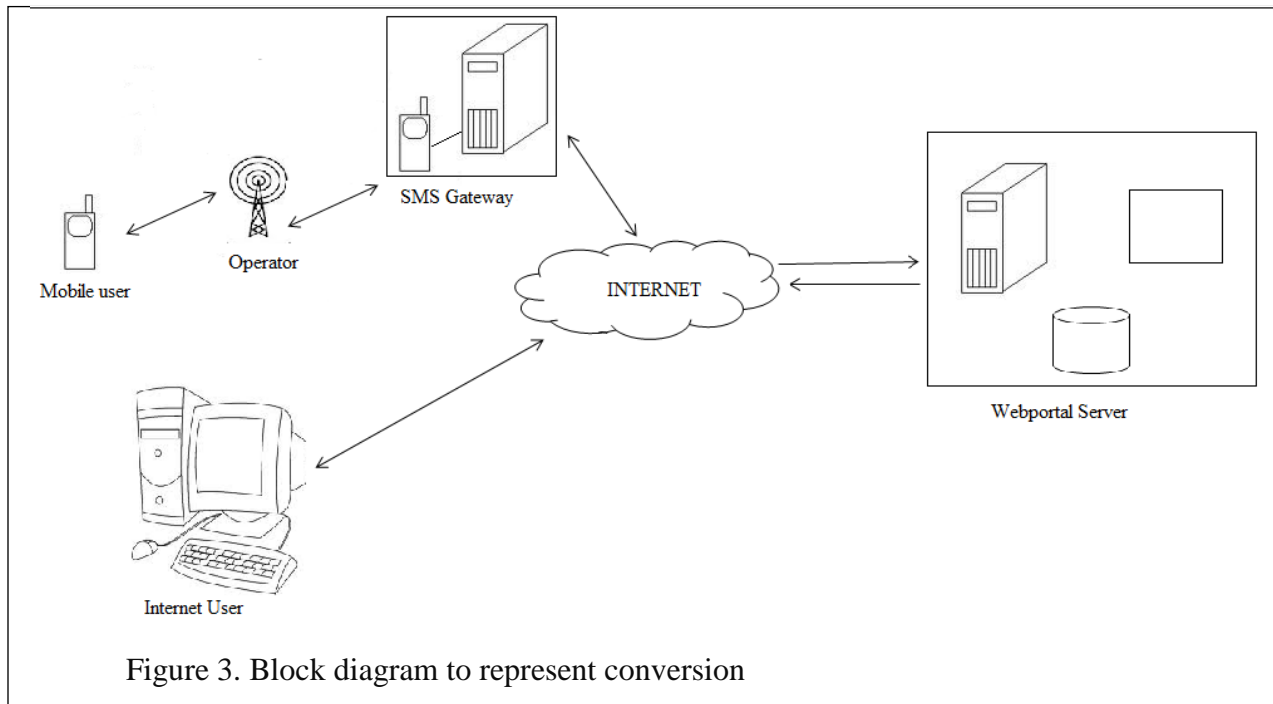 SMS Gateway
Operator
Mobile user
INTERNET
Webportal Server
Internet User
Figure 3. Block diagram to represent conversion